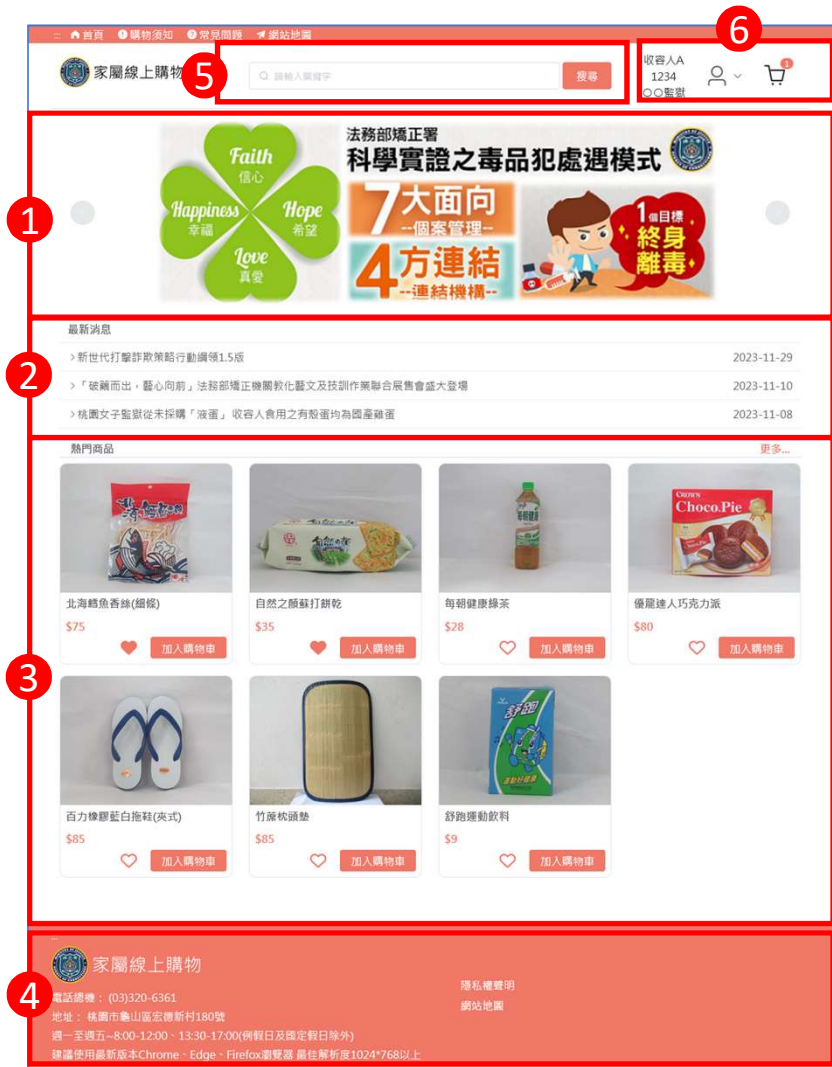 :: 首頁 購物須知 常見問題 網站地圖
6
家屬線上購物
5
請輸入關鍵字
搜尋
收容人A
1234
○○監獄
1
1
Faith
信心
Happiness
幸福
Hope
希望
Love
真愛
法務部矯正署
科學實證之毒品犯處遇模式
7大面向
--個案管理--
4方連結
--連結機構--
1個目標
終身
離毒
2
最新消息
>新世代打擊詐欺策略行動綱領1.5版 2023-11-29
>「破繭而出,藝心向前」法務部矯正機關教化藝文及技訓作業聯合展售會盛大登場 2023-11-10
>桃園女子監獄從未採購「液蛋」 收容人食用之有殼蛋均為國產雞蛋 2023-11-08
3
熱門商品 更多...
CROWN
Choco.Pie
每朝健康
北海鱈魚香絲(細條) 自然之顏蘇打餅乾 每朝健康綠茶 優龍達人巧克力派
$75 $35 $28 $80
加入購物車 加入購物車 加入購物車 加入購物車
舒跑
百力橡膠藍白拖鞋(夾式) 竹蓆枕頭墊 舒跑運動飲料
$85 $85 $9
加入購物車 加入購物車 加入購物車
4
家屬線上購物
電話總機: (03)320-6361
地址: 桃園市龜山區宏德新村180號
週一至週五~8:00-12:00、13:30-17:00(例假日及國定假日除外)
建議使用最新版本Chrome、Edge、Firefox瀏覽器 最佳解析度1024*768以上
隱私權聲明
網站地圖